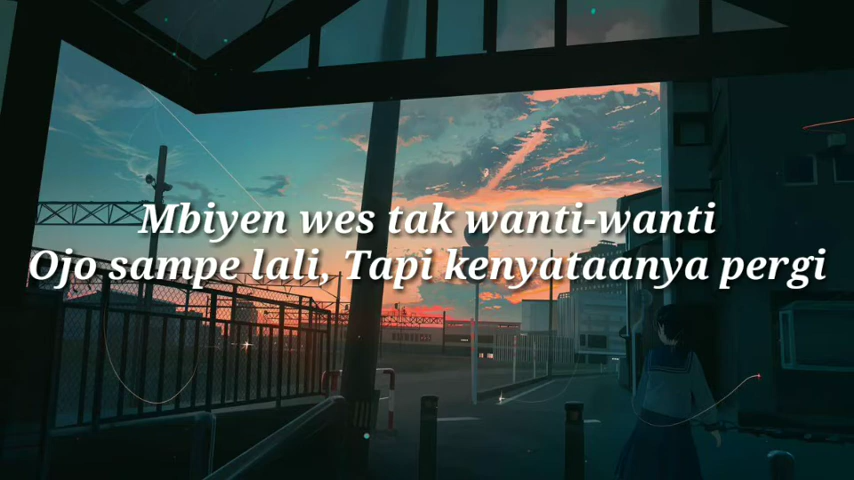 Mbiyen wes tak wanti-wanti
Ojo sampe lali, Tapi kenyataanya pergi